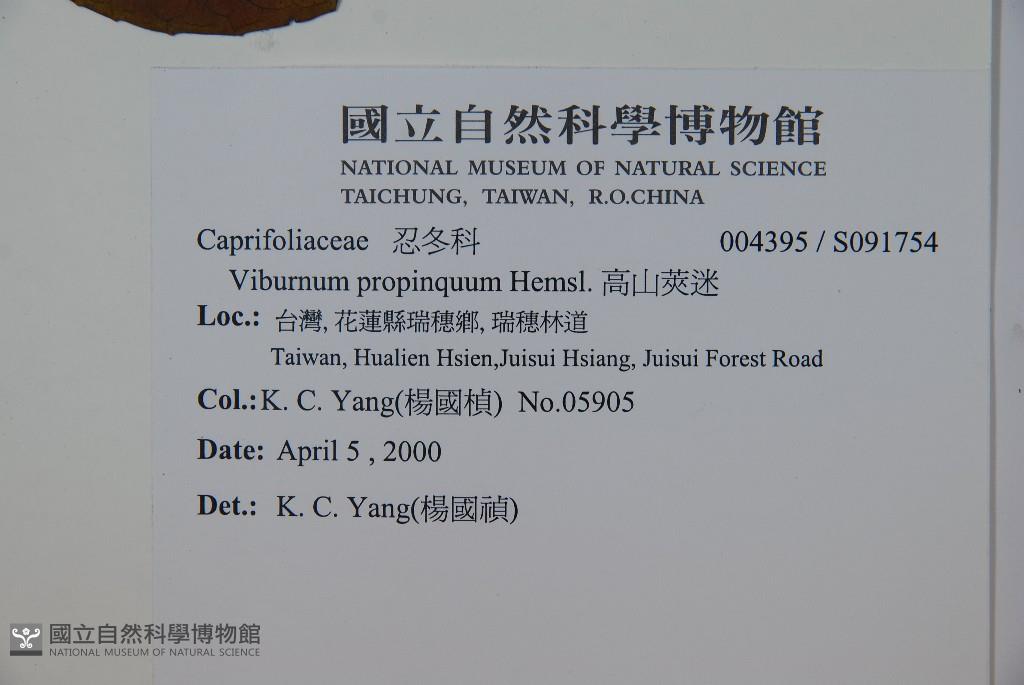 國立自然科學博物館
NATIONAL MUSEUM OF NATURAL SCIENCE
TAICHUNG, TAIWAN, R.O.CHINA
Caprifoliaceae 忍冬科 004395 / S091754
Viburnum propinquum Hemsl. 高山莢迷
Loc.: 台灣, 花蓮縣瑞穗鄉, 瑞穗林道
Taiwan, Hualien Hsien,Juisui Hsiang, Juisui Forest Road
Col.:K. C. Yang(楊國楨) No.05905
Date: April 5 , 2000
Det.: K. C. Yang(楊國禎)
國立自然科學博物館
NATIONAL MUSEUM OF NATURAL SCIENCE